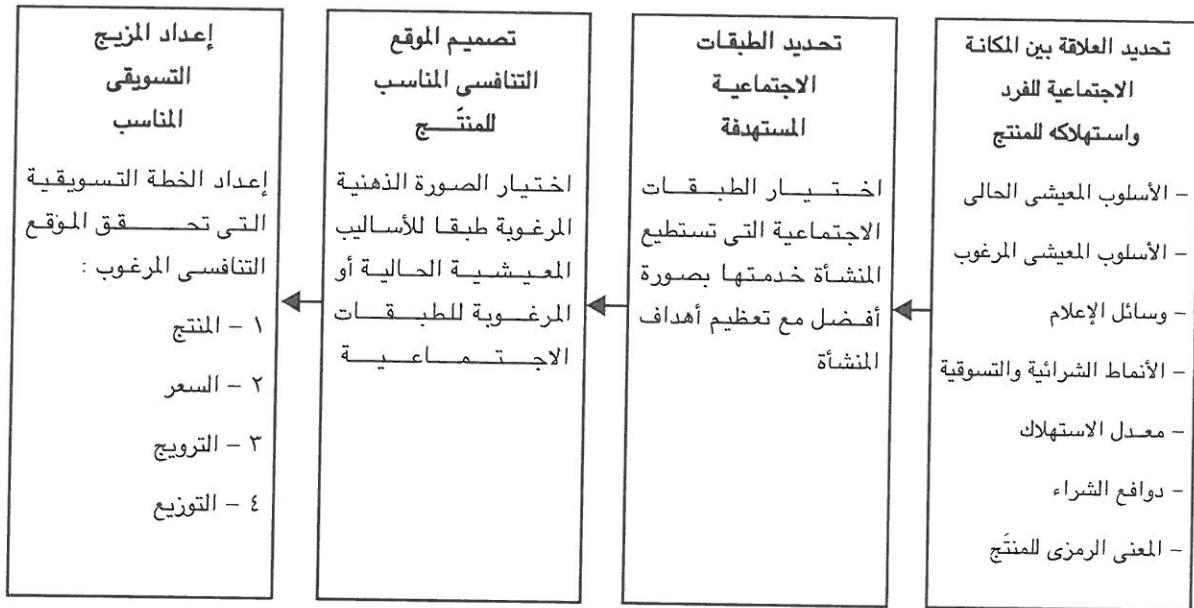 تحديد العلاقة بين المكانة
الاجتماعية للفرد
واستهلاكه للمنتج
– الأسلوب المعيشى الحالى
– الأسلوب المعيشى المرغوب
– وسائل الإعلام
– الأنماط الشرائية والتسوقية
– معدل الاستهلاك
– دوافع الشراء
– المعنى الرمزى للمنتَج
تحديد الطبقات
الاجتماعية
المستهدفة
اختيار الطبقات
الاجتماعية التى تستطيع
المنشأة خدمتها بصورة
أفضل مع تعظيم أهداف
المنشأة
تصميم الموقع
التنافسى المناسب
للمنتَج
اختيار الصورة الذهنية
المرغوبة طبقا للأساليب
المعيشية الحالية أو
المرغوبة للطبقات
الاجتماعية
إعداد المزيج
التسويقى
المناسب
إعداد الخطة التسويقية
التى تحقق الموقع
التنافسى المرغوب :
١ – المنتج
٢ – السعر
٣ – الترويج
٤ – التوزيع